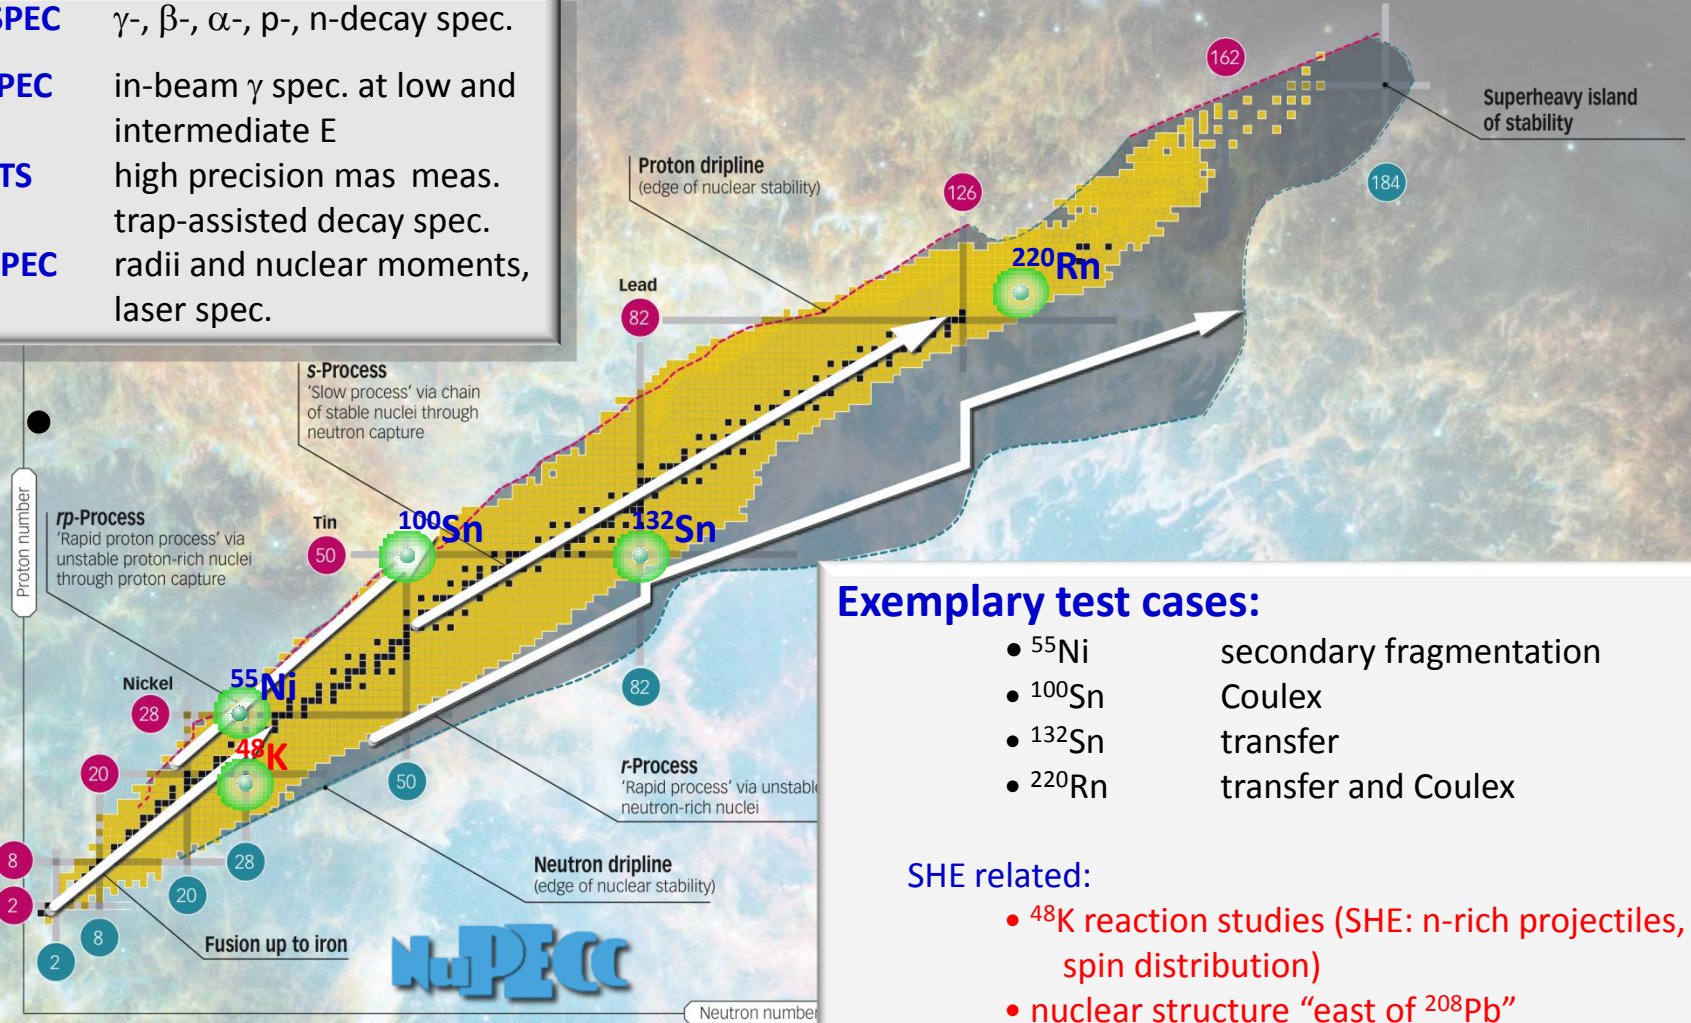 SPEC γ-, β-, α-, p-, n-decay spec.
PEC in-beam γ spec. at low and
intermediate E
TS high precision mas meas.
trap-assisted decay spec.
PEC radii and nuclear moments,
laser spec.
162
Superheavy island
of stability
184
Proton dripline
(edge of nuclear stability)
126
²²⁰Rn
Lead
82
s-Process
'Slow process' via chain
of stable nuclei through
neutron capture
•
Proton number
rp-Process
'Rapid proton process' via
unstable proton-rich nuclei
through proton capture
Tin
50
¹⁰⁰Sn
¹³²Sn
Nickel
28
⁵⁵Ni
82
⁴⁸K
20
50
r-Process
'Rapid process' via unstable
neutron-rich nuclei
8
28
Neutron dripline
(edge of nuclear stability)
20
2
8
Fusion up to iron
2
NuPECC
Neutron number
Exemplary test cases:
• ⁵⁵Ni secondary fragmentation
• ¹⁰⁰Sn Coulex
• ¹³²Sn transfer
• ²²⁰Rn transfer and Coulex
SHE related:
• ⁴⁸K reaction studies (SHE: n-rich projectiles,
spin distribution)
• nuclear structure “east of ²⁰⁸Pb”